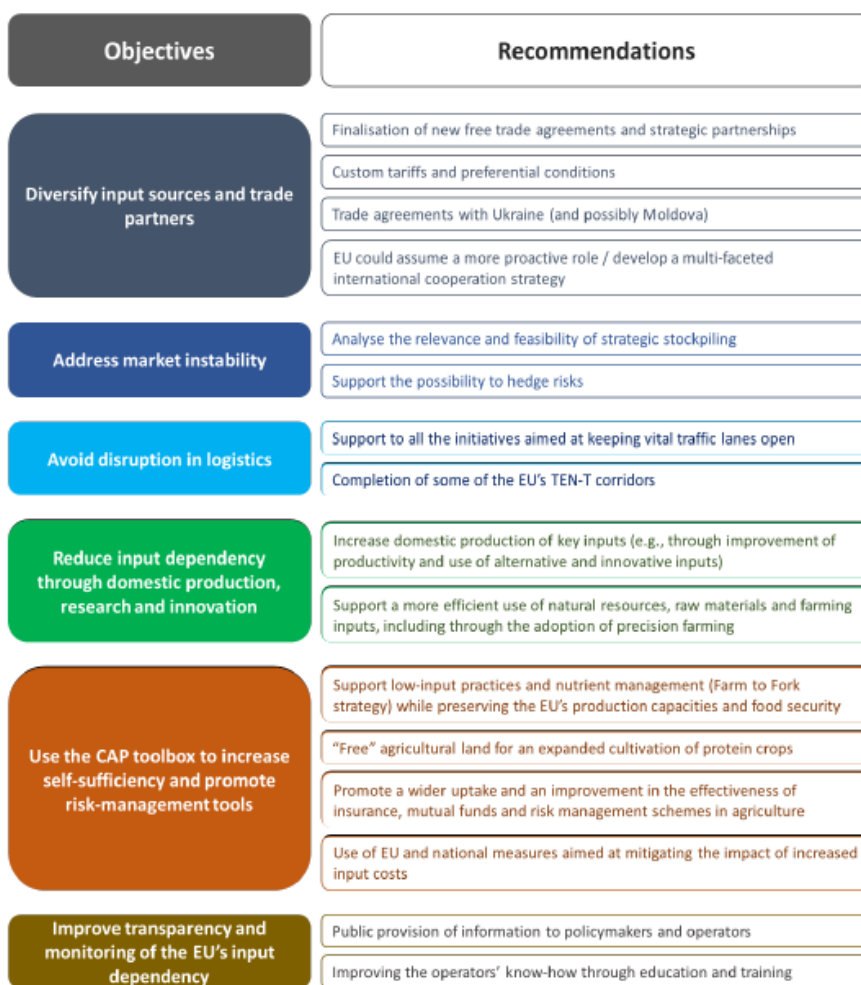 Objectives
Recommendations
Diversify input sources and trade
partners
Finalisation of new free trade agreements and strategic partnerships
Custom tariffs and preferential conditions
Trade agreements with Ukraine (and possibly Moldova)
EU could assume a more proactive role / develop a multi-faceted
international cooperation strategy
Address market instability
Analyse the relevance and feasibility of strategic stockpiling
Support the possibility to hedge risks
Avoid disruption in logistics
Support to all the initiatives aimed at keeping vital traffic lanes open
Completion of some of the EU's TEN-T corridors
Reduce input dependency
through domestic production,
research and innovation
Increase domestic production of key inputs (e.g., through improvement of
productivity and use of alternative and innovative inputs)
Support a more efficient use of natural resources, raw materials and farming
inputs, including through the adoption of precision farming
Use the CAP toolbox to increase
self-sufficiency and promote
risk-management tools
Support low-input practices and nutrient management (Farm to Fork
strategy) while preserving the EU's production capacities and food security
"Free" agricultural land for an expanded cultivation of protein crops
Promote a wider uptake and an improvement in the effectiveness of
insurance, mutual funds and risk management schemes in agriculture
Use of EU and national measures aimed at mitigating the impact of increased
input costs
Improve transparency and
monitoring of the EU's input
dependency
Public provision of information to policymakers and operators
Improving the operators' know-how through education and training